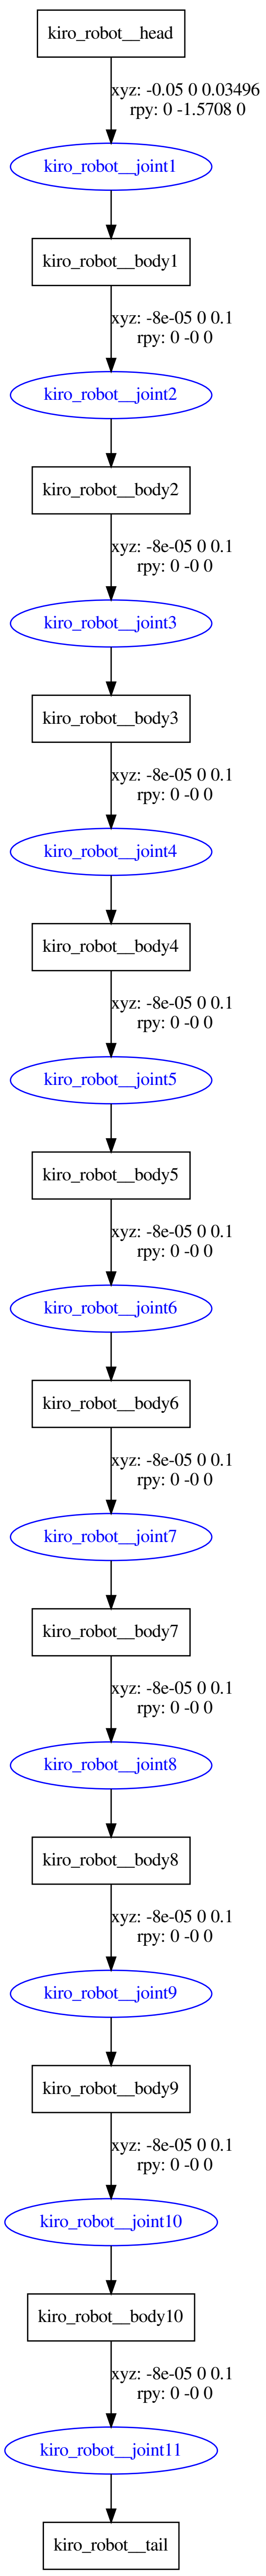 kiro_robot__head
xyz: -0.05 0 0.03496
rpy: 0 -1.5708 0
kiro_robot__joint1
kiro_robot__body1
xyz: -8e-05 0 0.1
rpy: 0 -0 0
kiro_robot__joint2
kiro_robot__body2
xyz: -8e-05 0 0.1
rpy: 0 -0 0
kiro_robot__joint3
kiro_robot__body3
xyz: -8e-05 0 0.1
rpy: 0 -0 0
kiro_robot__joint4
kiro_robot__body4
xyz: -8e-05 0 0.1
rpy: 0 -0 0
kiro_robot__joint5
kiro_robot__body5
xyz: -8e-05 0 0.1
rpy: 0 -0 0
kiro_robot__joint6
kiro_robot__body6
xyz: -8e-05 0 0.1
rpy: 0 -0 0
kiro_robot__joint7
kiro_robot__body7
xyz: -8e-05 0 0.1
rpy: 0 -0 0
kiro_robot__joint8
kiro_robot__body8
xyz: -8e-05 0 0.1
rpy: 0 -0 0
kiro_robot__joint9
kiro_robot__body9
xyz: -8e-05 0 0.1
rpy: 0 -0 0
kiro_robot__joint10
kiro_robot__body10
xyz: -8e-05 0 0.1
rpy: 0 -0 0
kiro_robot__joint11
kiro_robot__tail